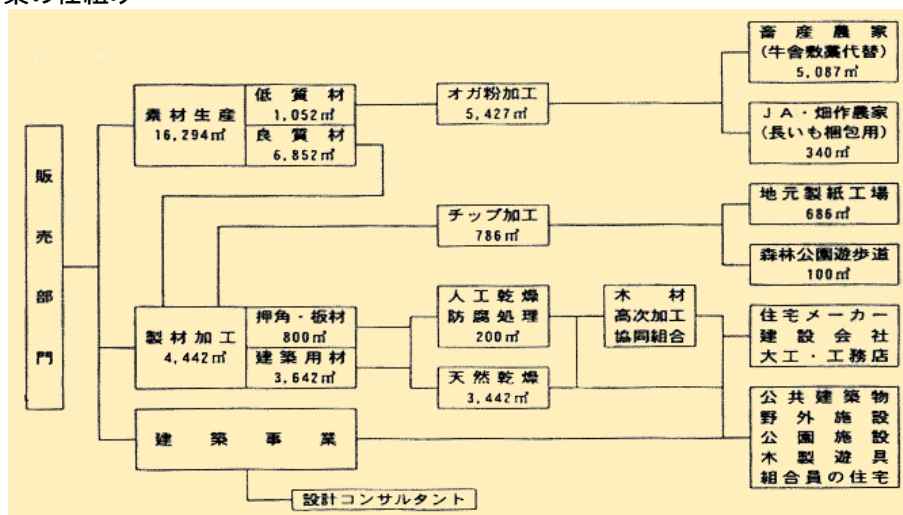 業の仕組み
販売部門
素材生産
16,294㎥
低質材
1,052㎥
良質材
6,852㎥
オガ粉加工
5,427㎥
畜産農家
(牛舎敷藁代替)
5,087㎥
JA・畑作農家
(長いも梱包用)
340㎥
チップ加工
786㎥
地元製紙工場
686㎥
森林公園遊歩道
100㎥
製材加工
4,442㎥
押角・板材
800㎥
建築用材
3,642㎥
人工乾燥
防腐処理
200㎥
天然乾燥
3,442㎥
木材
高次加工
協同組合
住宅メーカー
建設会社
大工・工務店
建築事業
公共建築物
野外施設
公園施設
木製遊具
組合員の住宅
設計コンサルタント